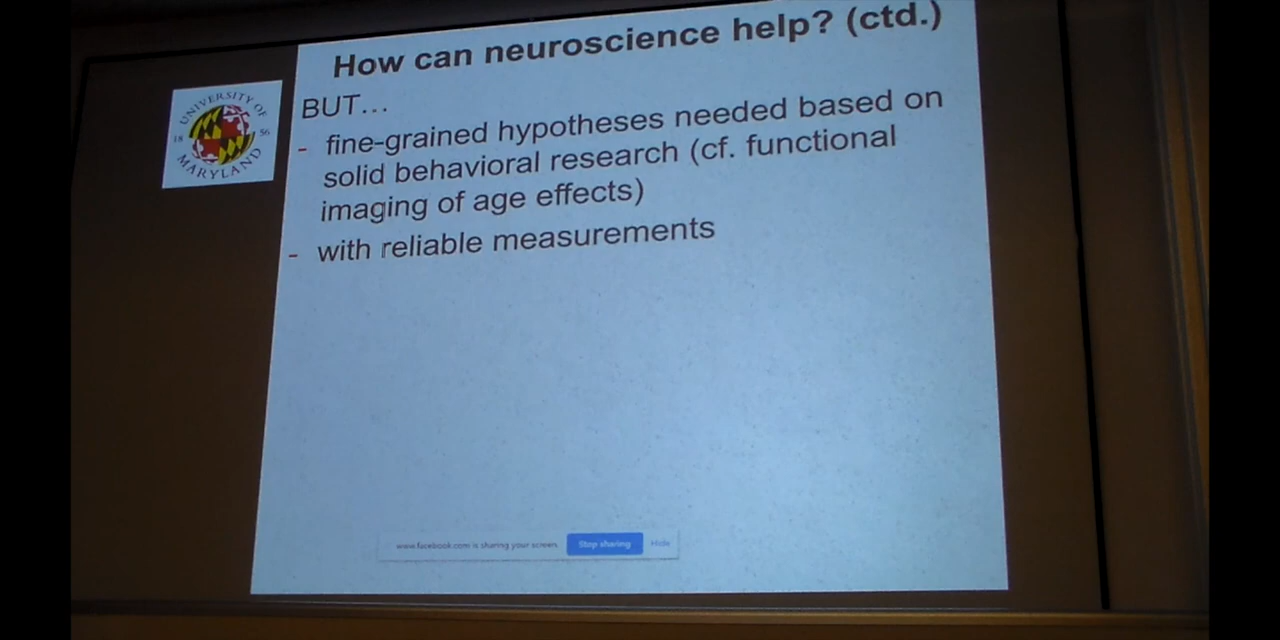 How can neuroscience help? (ctd.)
UNIVERSITY OF
18 56
MARYLAND
BUT...
- fine-grained hypotheses needed based on
solid behavioral research (cf. functional
imaging of age effects)
- with reliable measurements
www.facebook.com is sharing your screen. Stop sharing Hide